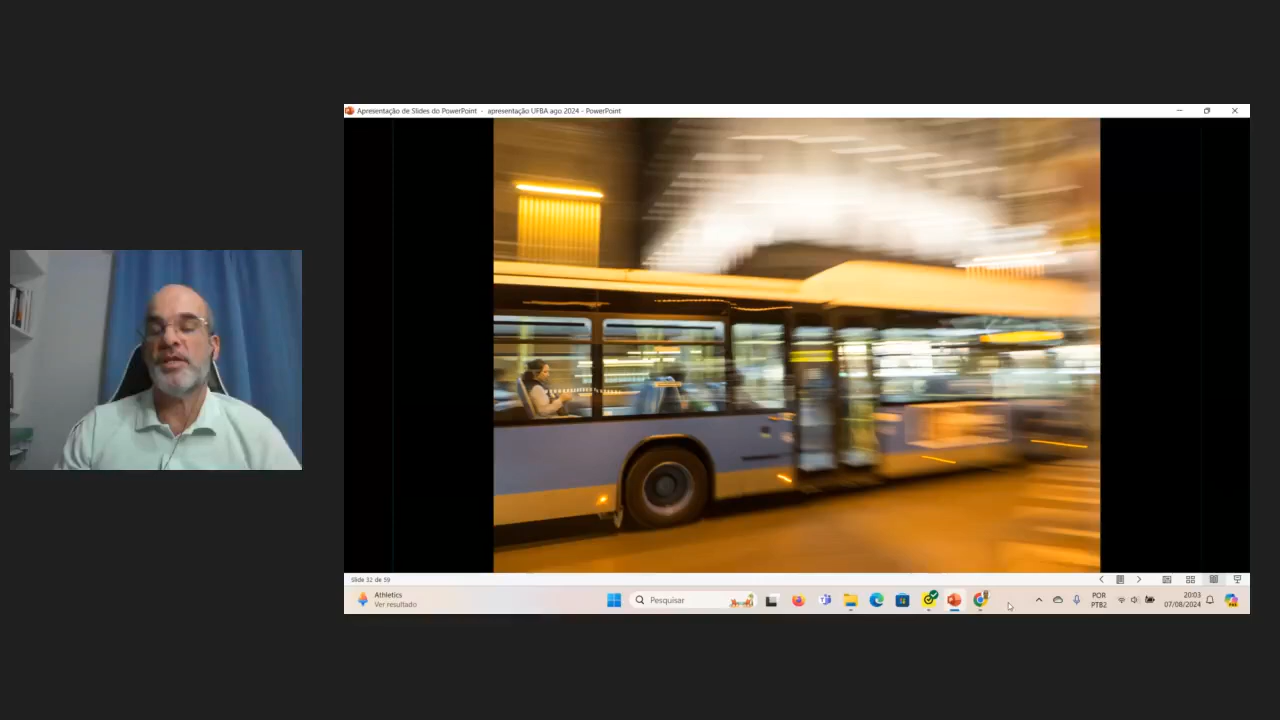 Apresentação de Slides do PowerPoint - apresentação UFBA ago 2024 - PowerPoint
Slide 32 de 59
Athletics
Ver resultado
Pesquisar
POR
PTB2
20:03
07/08/2024